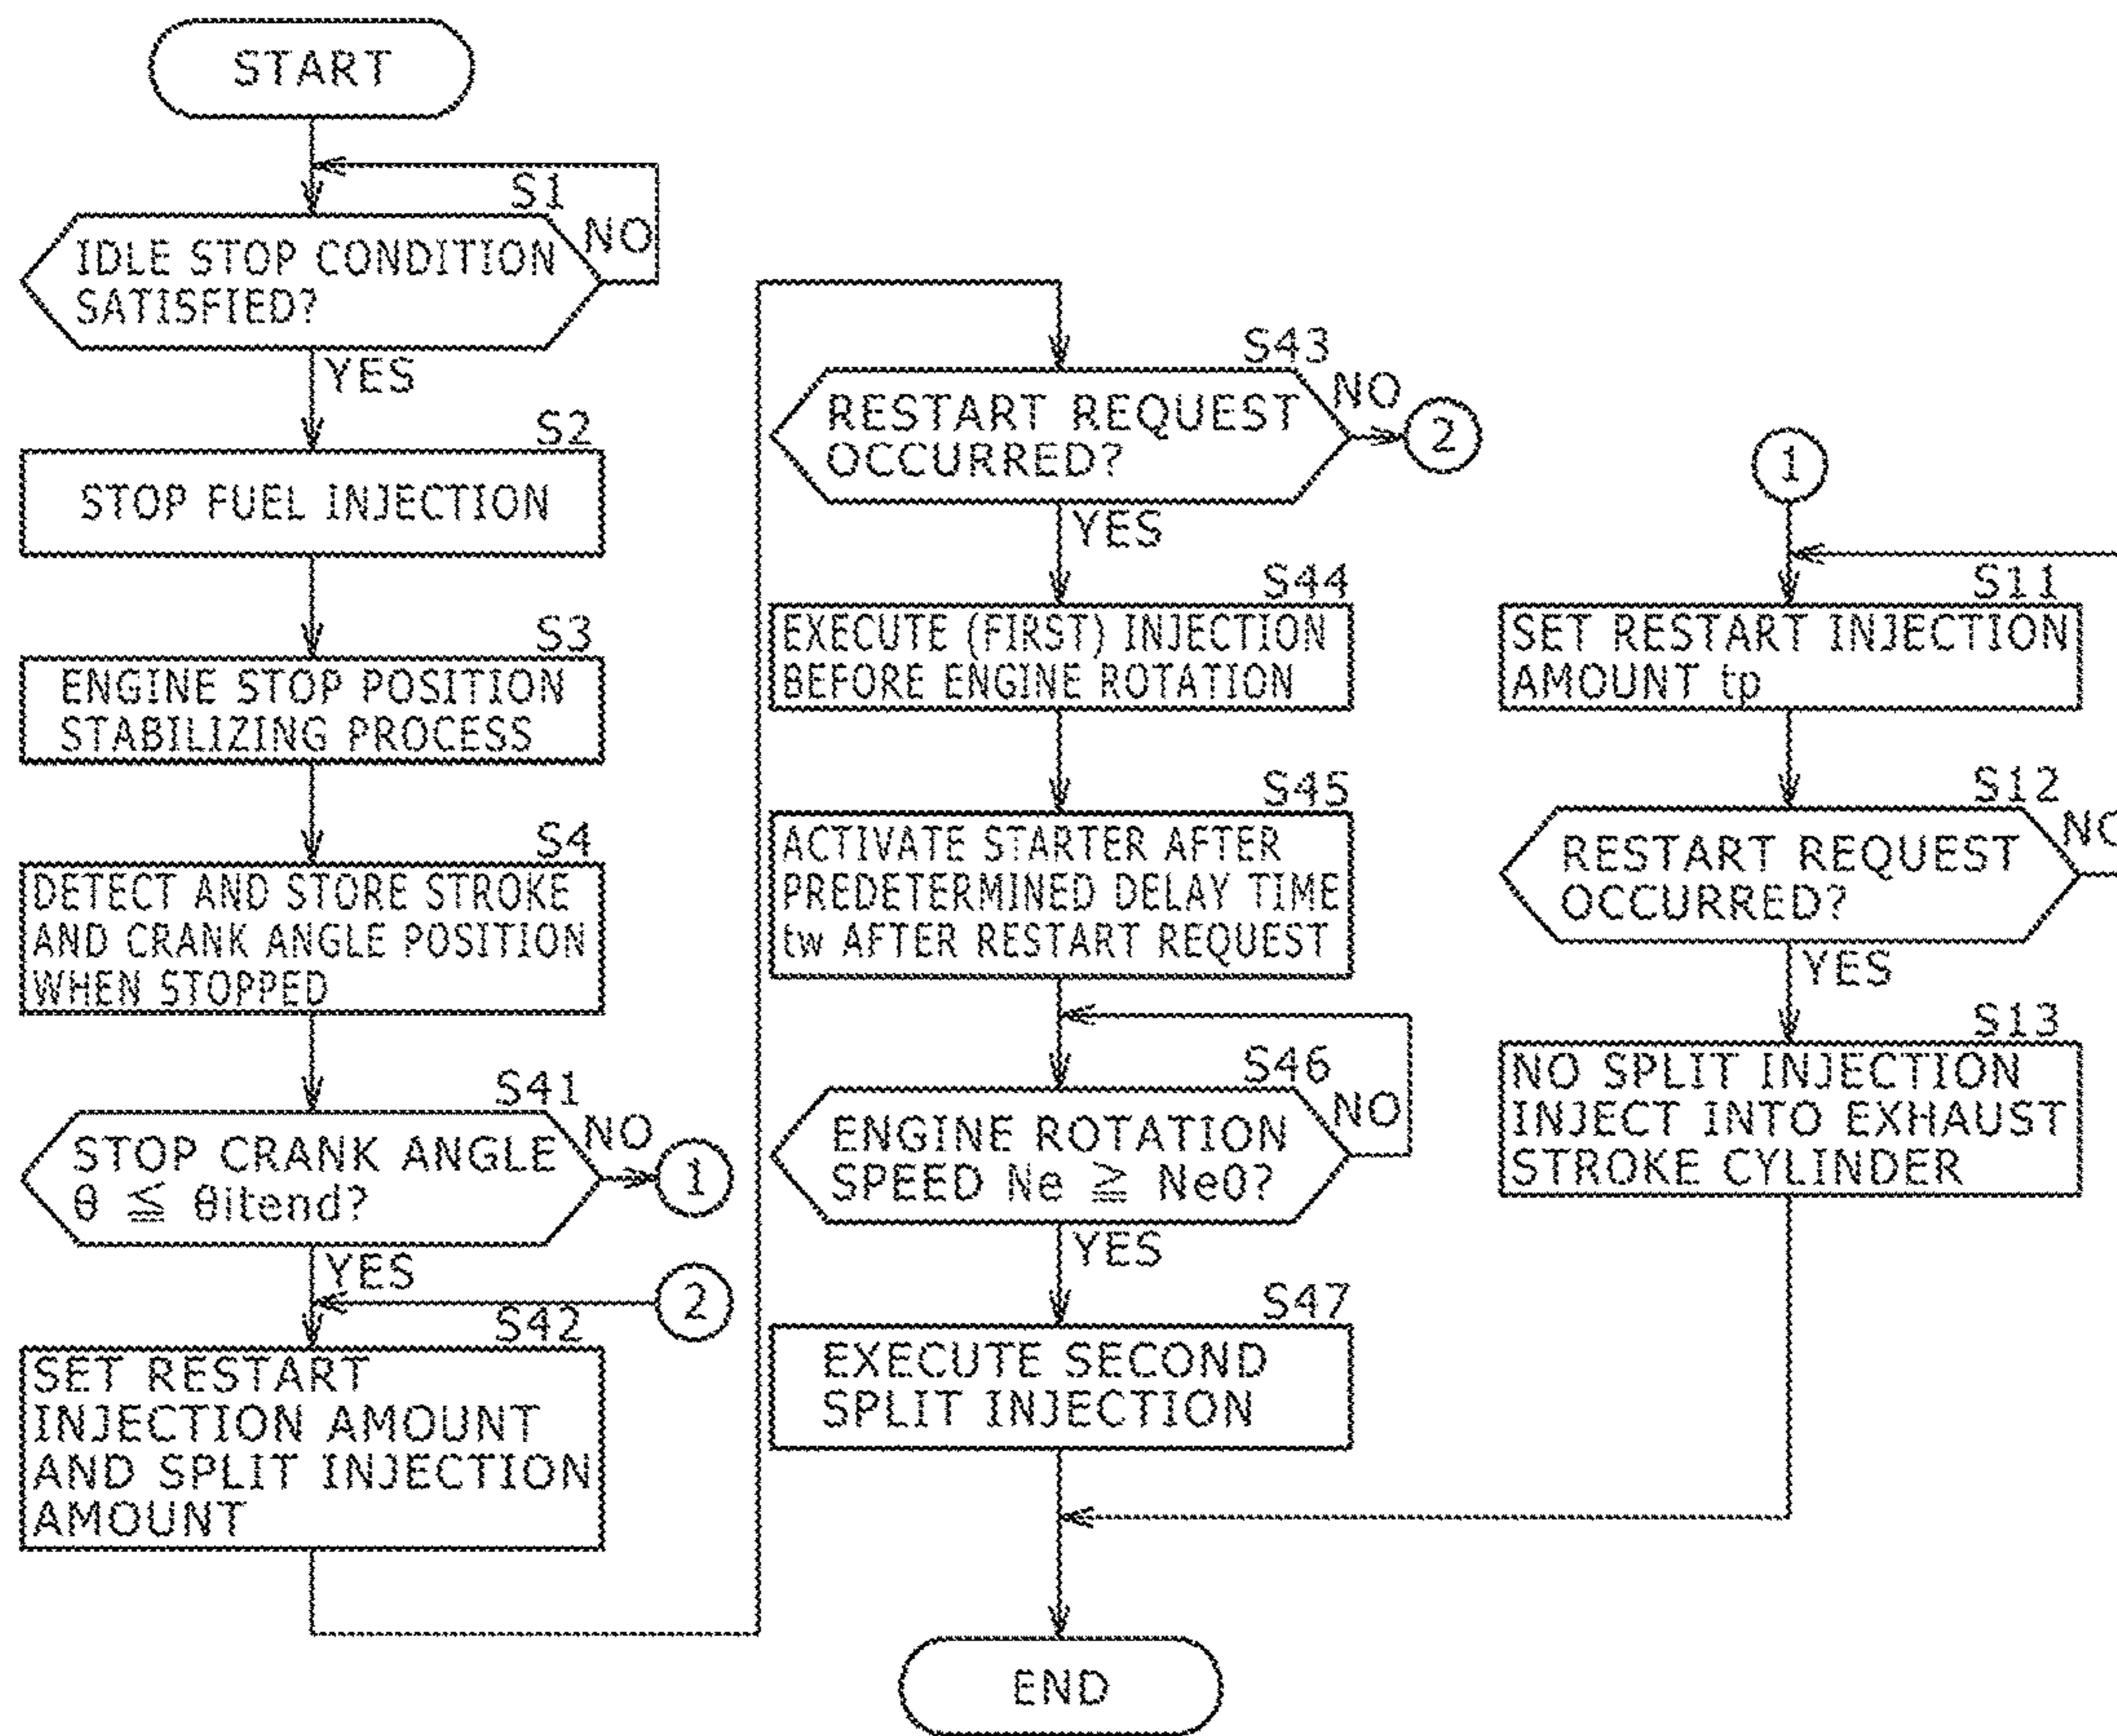 START
S1
NO
IDLE STOP CONDITION
SATISFIED?
YES
S2
STOP FUEL INJECTION
S3
ENGINE STOP POSITION
STABILIZING PROCESS
S4
DETECT AND STORE STROKE
AND CRANK ANGLE POSITION
WHEN STOPPED
S41
NO
STOP CRANK ANGLE
θ ≦ θitend?
1
YES
2
S42
SET RESTART
INJECTION AMOUNT
AND SPLIT INJECTION
AMOUNT
S43
NO
RESTART REQUEST
OCCURRED?
2
YES
S44
EXECUTE (FIRST) INJECTION
BEFORE ENGINE ROTATION
S45
ACTIVATE STARTER AFTER
PREDETERMINED DELAY TIME
tw AFTER RESTART REQUEST
S46
NO
ENGINE ROTATION
SPEED Ne ≧ Ne0?
YES
S47
EXECUTE SECOND
SPLIT INJECTION
END
1
S11
SET RESTART INJECTION
AMOUNT tp
S12
NO
RESTART REQUEST
OCCURRED?
YES
S13
NO SPLIT INJECTION
INJECT INTO EXHAUST
STROKE CYLINDER